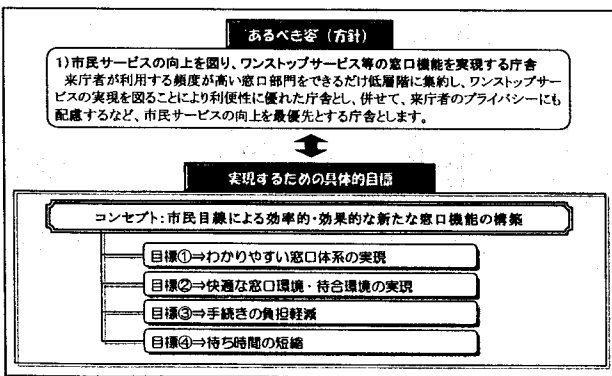 あるべき姿（方針）
1)市民サービスの向上を図り、ワンストップサービス等の窓口機能を実現する庁舎
来庁者が利用する頻度が高い窓口部門をできるだけ低層階に集約し、ワンストップサー
ビスの実現を図ることにより利便性に優れた庁舎とし、併せて、来庁者のプライバシーにも
配慮するなど、市民サービスの向上を最優先とする庁舎とします。
実現するための具体的目標
コンセプト:市民目線による効率的・効果的な新たな窓口機能の構築
目標①⇒わかりやすい窓口体系の実現
目標②⇒快適な窓口環境・待合環境の実現
目標③⇒手続きの負担軽減
目標④⇒待ち時間の短縮